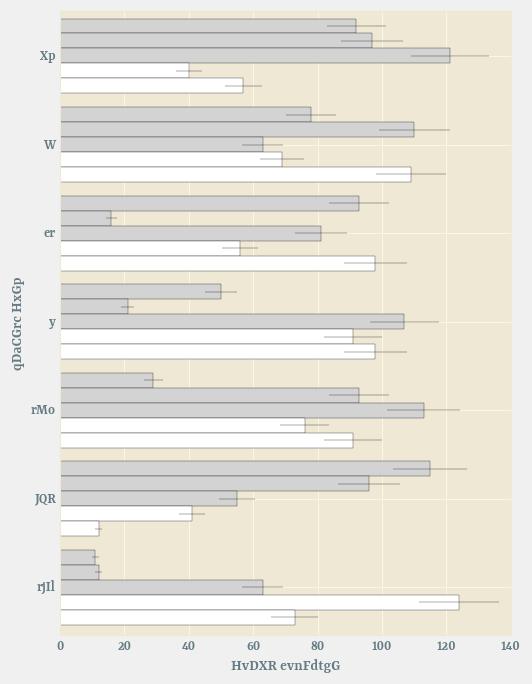 Xp
W
er
y
rMo
JQR
rjIl
qDaCGrc HxGp
0 20 40 60 80 100 120 140
HvDXR evnFdtgG